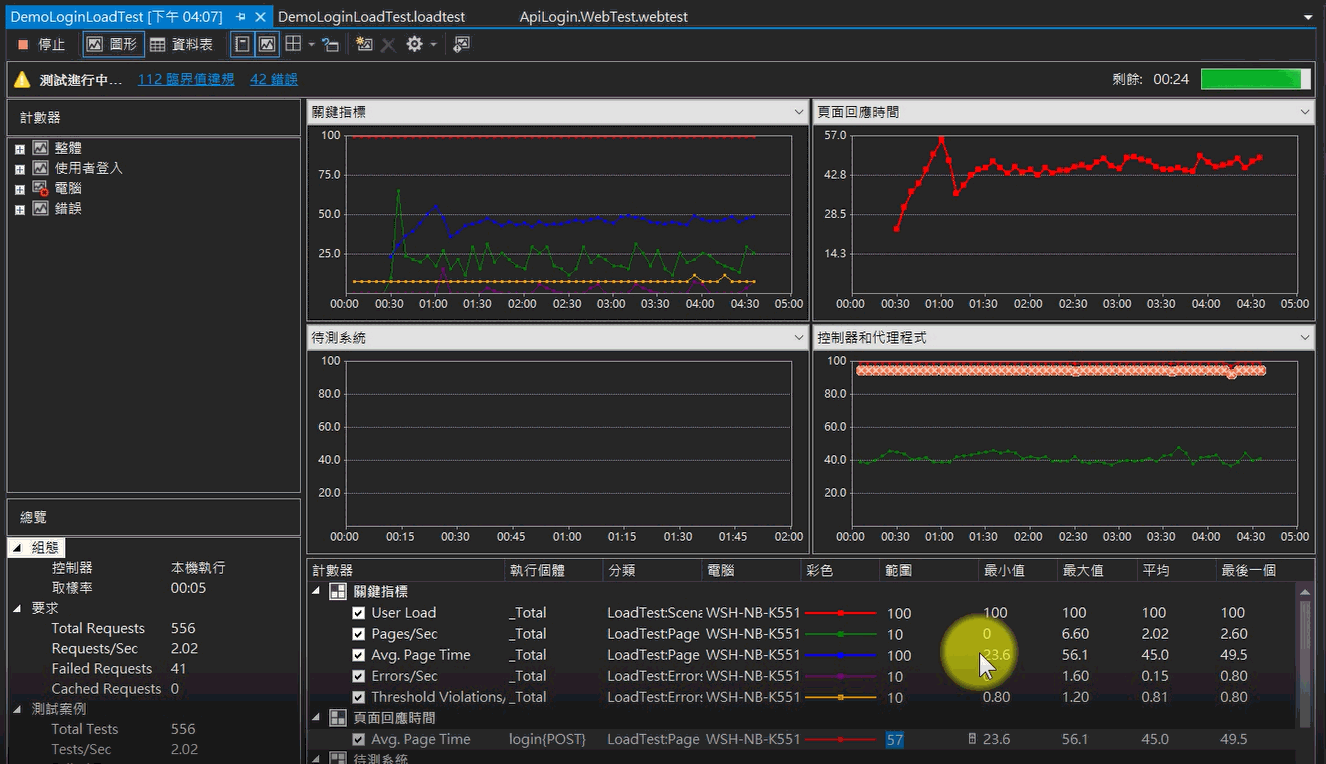 DemoLoginLoadTest [下午 04:07] DemoLoginLoadTest.loadtest ApiLogin.WebTest.webtest
停止 圖形 資料表
測試進行中... 112 臨界值違規 42 錯誤 剩餘: 00:24
計數器
整體
使用者登入
電腦
錯誤
關鍵指標
100
75.0
50.0
25.0
00:00 00:30 01:00 01:30 02:00 02:30 03:00 03:30 04:00 04:30 05:00
頁面回應時間
57.0
42.8
28.5
14.3
00:00 00:30 01:00 01:30 02:00 02:30 03:00 03:30 04:00 04:30 05:00
待測系統
100
80.0
60.0
40.0
20.0
00:00 00:15 00:30 00:45 01:00 01:15 01:30 01:45 02:00
控制器和代理程式
100
80.0
60.0
40.0
20.0
00:00 00:30 01:00 01:30 02:00 02:30 03:00 03:30 04:00 04:30 05:00
總覽
組態
控制器 本機執行
取樣率 00:05
要求
Total Requests 556
Requests/Sec 2.02
Failed Requests 41
Cached Requests 0
測試案例
Total Tests 556
Tests/Sec 2.02
計數器 執行個體 分類 電腦 彩色 範圍 最小值 最大值 平均 最後一個
關鍵指標
User Load _Total LoadTest:Scena WSH-NB-K551 100 100 100 100 100
Pages/Sec _Total LoadTest:Page WSH-NB-K551 10 0 6.60 2.02 2.60
Avg. Page Time _Total LoadTest:Page WSH-NB-K551 100 23.6 56.1 45.0 49.5
Errors/Sec _Total LoadTest:Errors WSH-NB-K551 10 1.60 0.15 0.80
Threshold Violations/ _Total LoadTest:Errors WSH-NB-K551 10 0.80 1.20 0.81 0.80
頁面回應時間
Avg. Page Time login{POST} LoadTest:Page WSH-NB-K551 57 23.6 56.1 45.0 49.5
待測系統